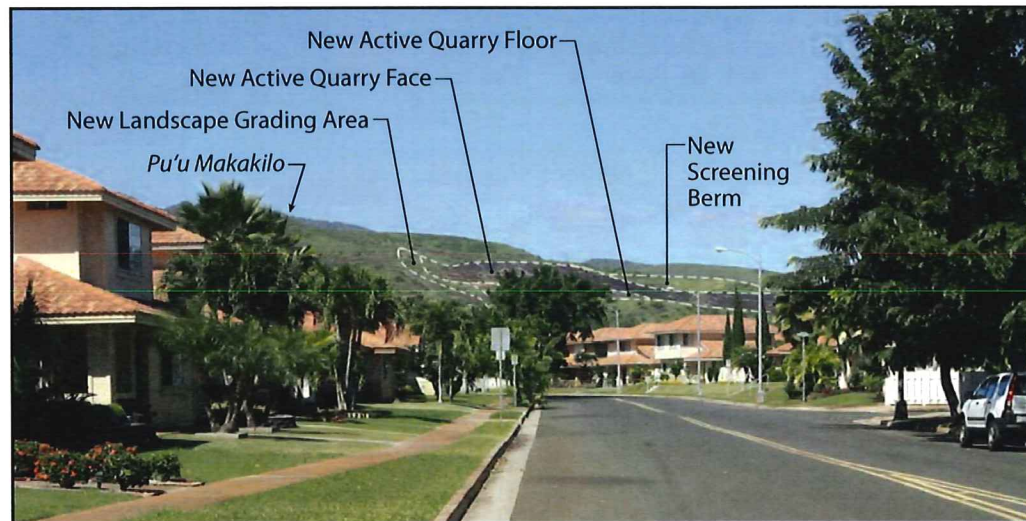 New Active Quarry Floor
New Active Quarry Face
New Landscape Grading Area
Pu'u Makakilo
New
Screening
Berm